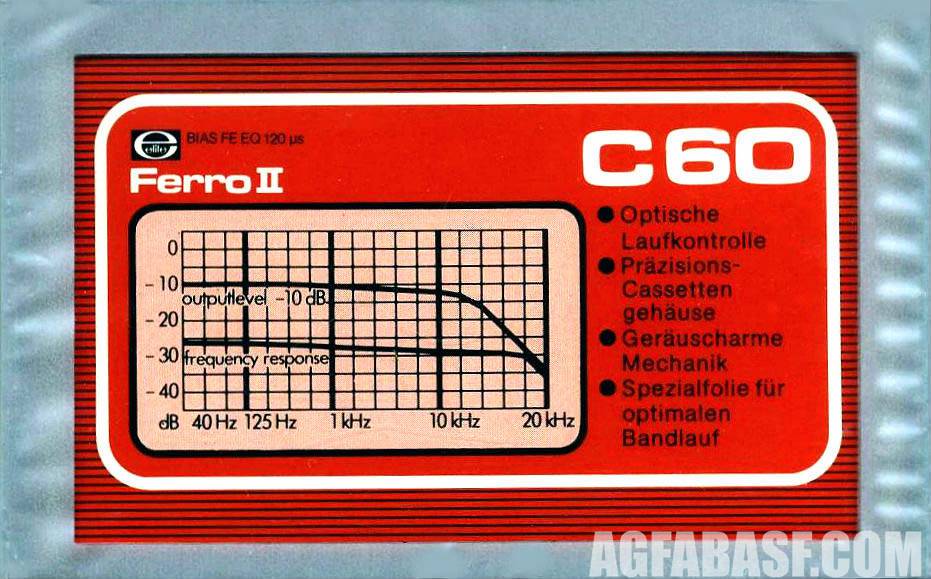 elite
BIAS FE EQ 120 µs
Ferro II
C60
0
-10
outputlevel -10 dB
-20
-30
frequency response
-40
dB 40 Hz 125 Hz 1 kHz 10 kHz 20 kHz
● Optische
Laufkontrolle
● Präzisions-
Cassetten
gehäuse
● Geräuscharme
Mechanik
● Spezialfolie für
optimalen
Bandlauf
AGFABASF.COM